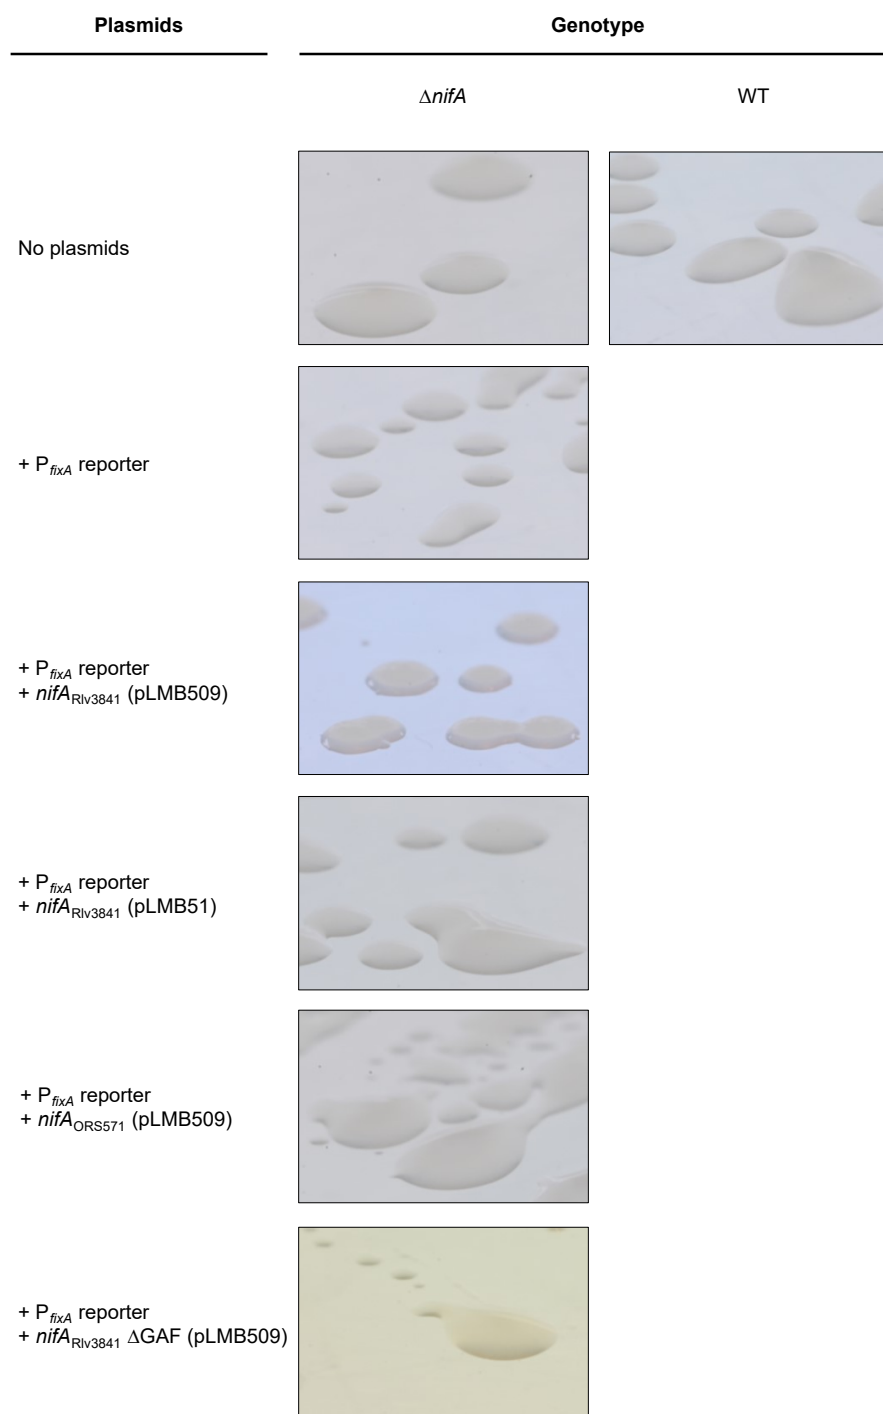 Plasmids
Genotype
ΔnifA
WT
No plasmids
+ PfixA reporter
+ PfixA reporter
+ nifARlv3841 (pLMB509)
+ PfixA reporter
+ nifARlv3841 (pLMB51)
+ PfixA reporter
+ nifAORS571 (pLMB509)
+ PfixA reporter
+ nifARlv3841 ΔGAF (pLMB509)